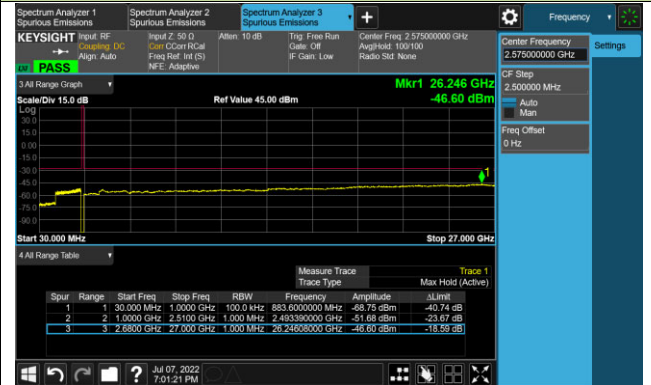 Spectrum Analyzer 1
Spurious Emissions
Spectrum Analyzer 2
Spurious Emissions
Spectrum Analyzer 3
Spurious Emissions
Frequency
KEYSIGHT
Input: RF
Coupling: DC
Align: Auto
Input Z: 50 Ω
Corr CCorr RCal
Freq Ref: Int (S)
NFE: Adaptive
Atten: 10 dB
Trig: Free Run
Gate: Off
IF Gain: Low
Center Freq: 2.575000000 GHz
Avg|Hold: 100/100
Radio Std: None
PASS
Center Frequency
2.575000000 GHz
Settings
CF Step
2.500000 MHz
Auto
Man
Freq Offset
0 Hz
3 All Range Graph
Mkr1 26.246 GHz
Scale/Div 15.0 dB
Ref Value 45.00 dBm
-46.60 dBm
Log
30.0
15.0
0.00
-15.0
-30.0
-45.0
-60.0
-75.0
-90.0
1
Start 30.000 MHz
Stop 27.000 GHz
4 All Range Table
Measure Trace Trace 1
Trace Type Max Hold (Active)
Spur Range Start Freq Stop Freq RBW Frequency Amplitude ΔLimit
1 1 30.000 MHz 1.0000 GHz 100.0 kHz 883.6000000 MHz -68.75 dBm -40.74 dB
2 2 1.0000 GHz 2.5100 GHz 1.000 MHz 2.493390000 GHz -51.68 dBm -23.67 dB
3 3 2.6800 GHz 27.000 GHz 1.000 MHz 26.24608000 GHz -46.60 dBm -18.59 dB
Jul 07, 2022
7:01:21 PM